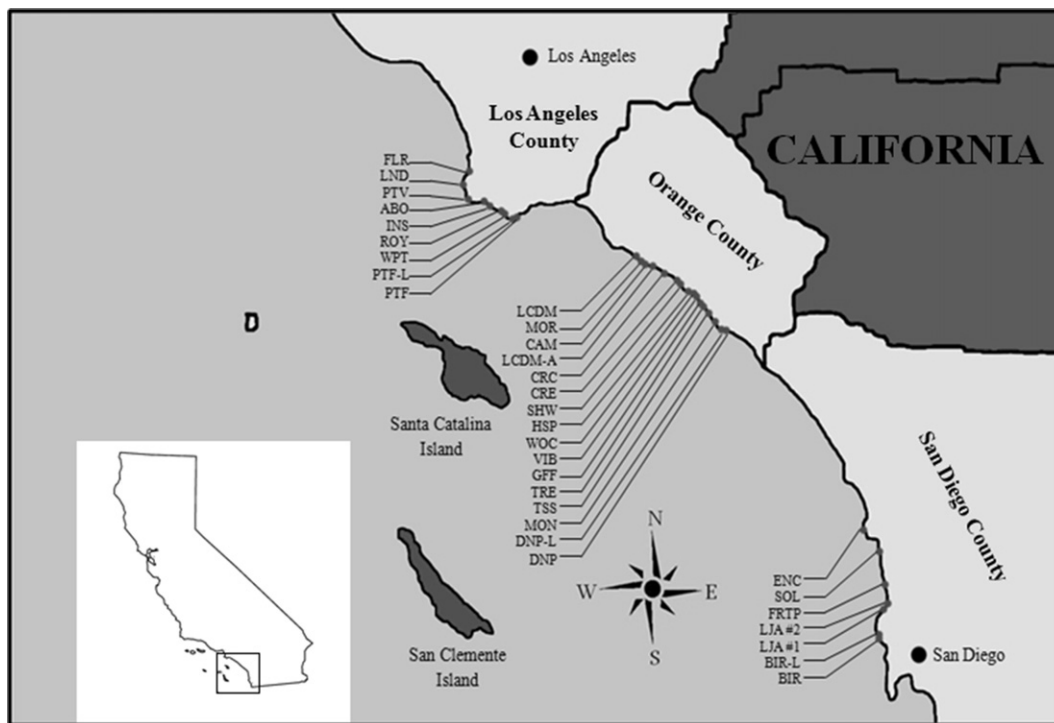 Los Angeles
Los Angeles
County
CALIFORNIA
Orange County
FLR
LND
PTV
ABO
INS
ROY
WPT
PTF-L
PTF
LCDM
MOR
CAM
LCDM-A
CRC
CRE
SHW
HSP
WOC
VIB
GFF
TRE
TSS
MON
DNP-L
DNP
Santa Catalina
Island
San Clemente
Island
N
W
E
S
San Diego County
ENC
SOL
FRTP
LJA #2
LJA #1
BIR-L
BIR
San Diego